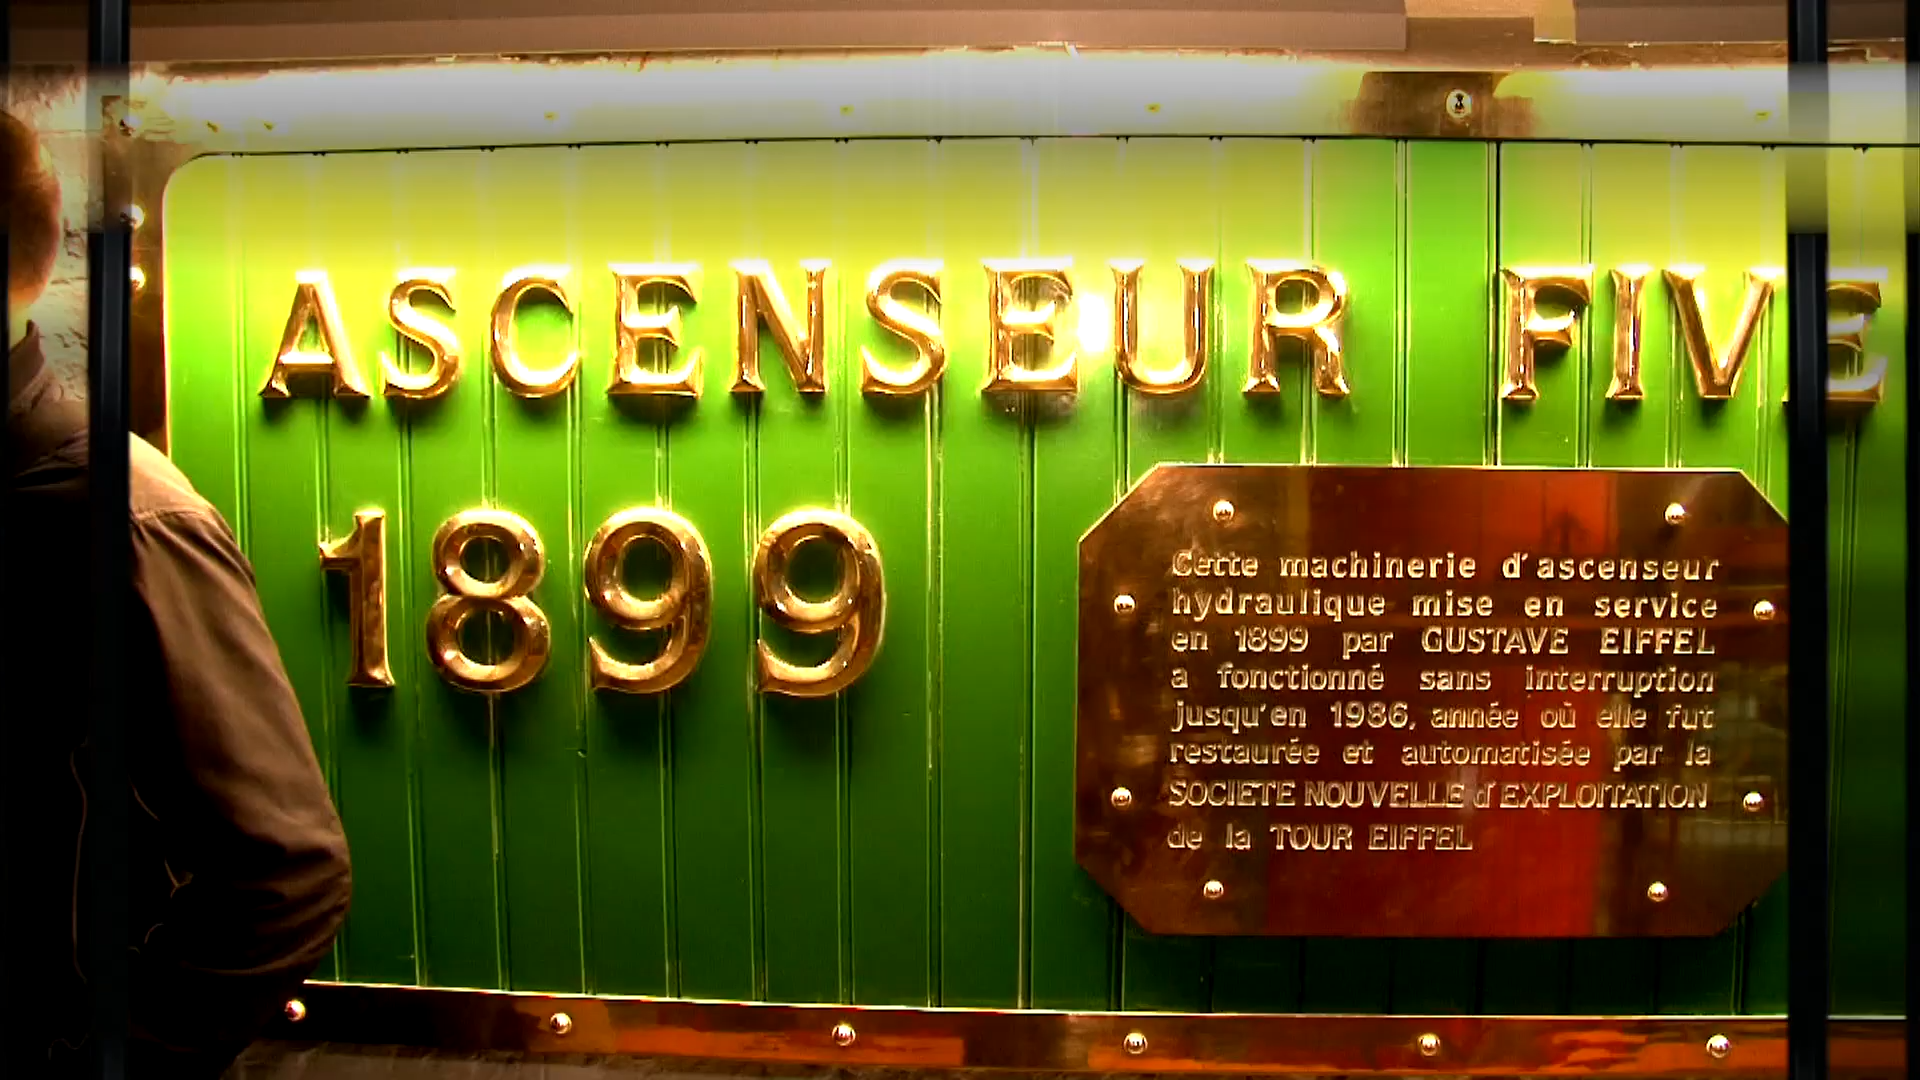 ASCENSEUR FIVE
1899
Cette machinerie d'ascenseur
hydraulique mise en service
en 1899 par GUSTAVE EIFFEL
a fonctionné sans interruption
jusqu'en 1986, année où elle fut
restaurée et automatisée par la
SOCIETE NOUVELLE d'EXPLOITATION
de la TOUR EIFFEL